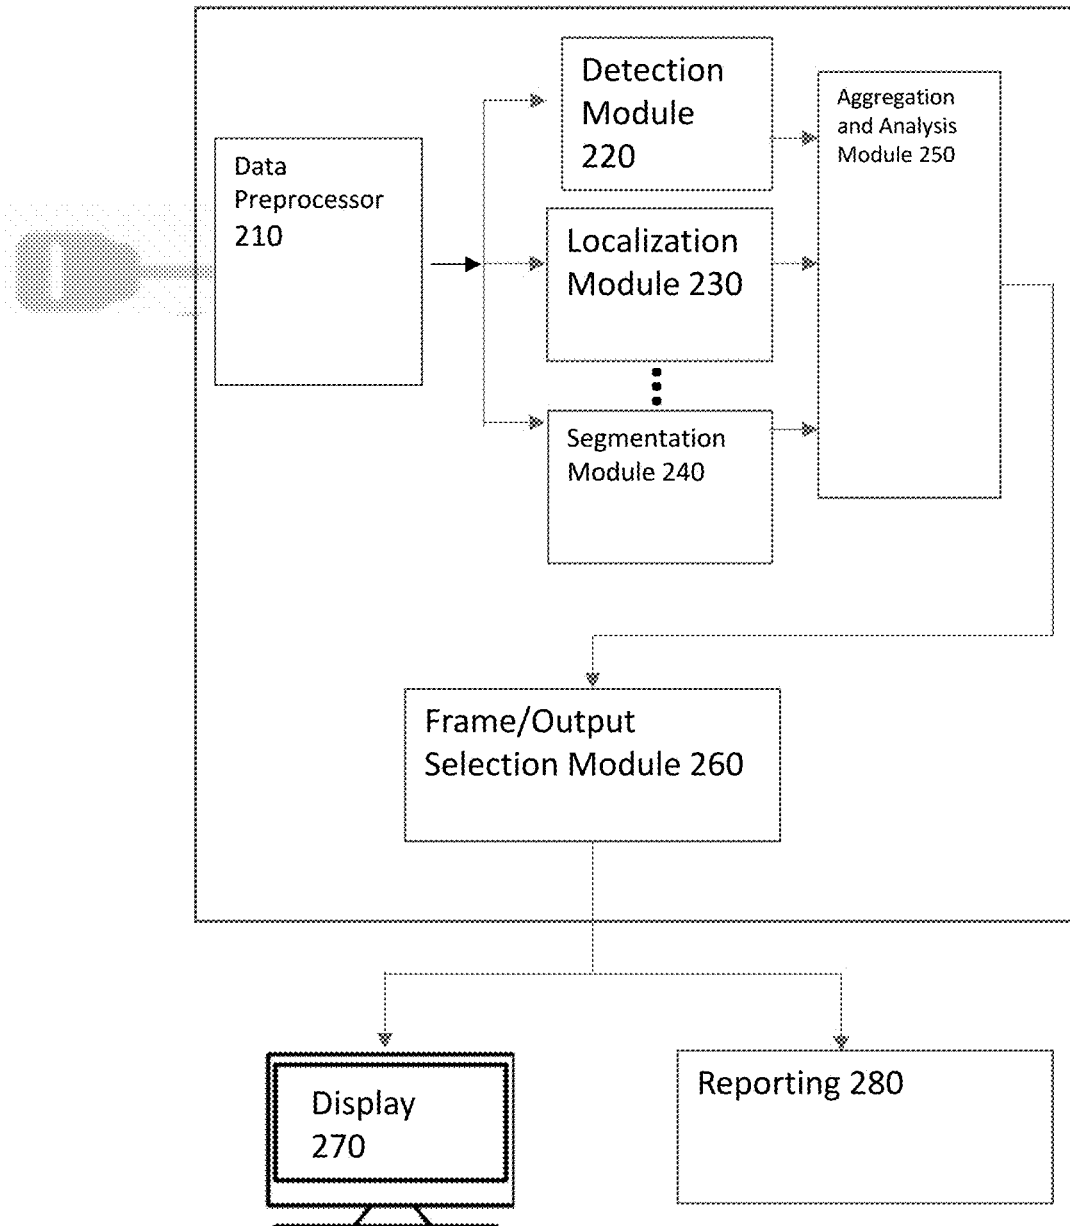 Data
Preprocessor
210
Detection
Module
220
Localization
Module 230
Segmentation
Module 240
Aggregation
and Analysis
Module 250
Frame/Output
Selection Module 260
Display
270
Reporting 280